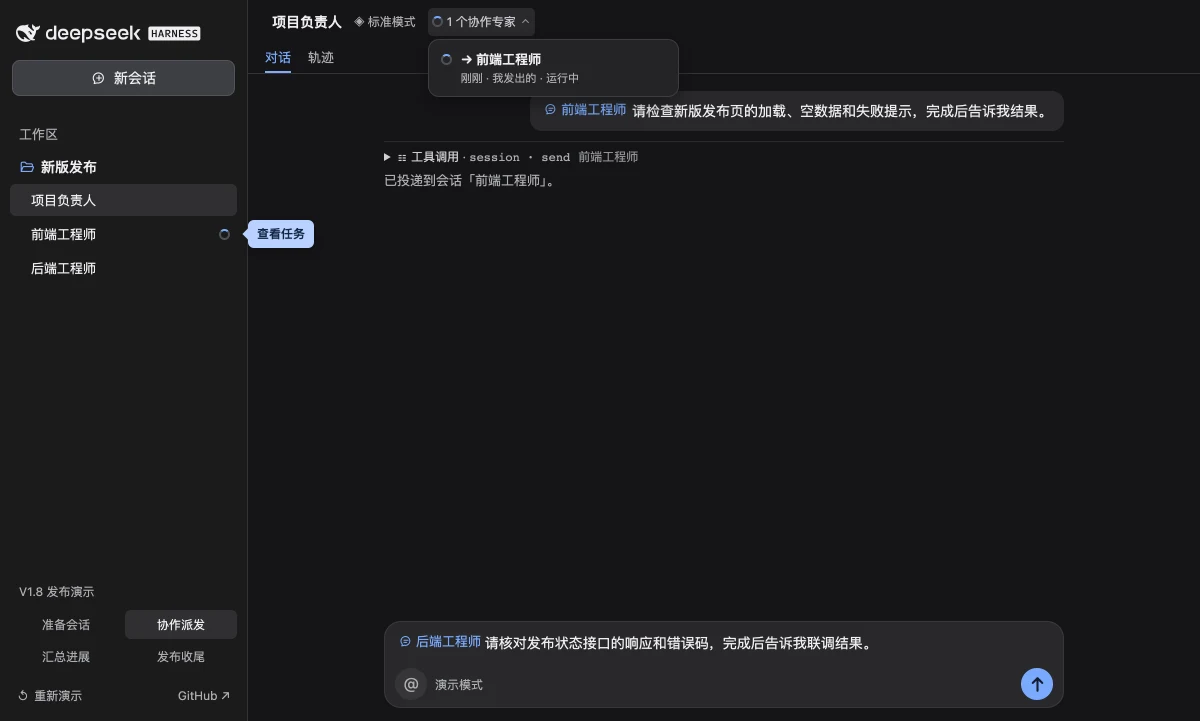 deepseek HARNESS
新会话
工作区
新版发布
项目负责人
前端工程师
后端工程师
查看任务
V1.8 发布演示
准备会话
协作派发
汇总进展
发布收尾
重新演示
GitHub
项目负责人
标准模式
1 个协作专家
前端工程师
刚刚 · 我发出的 · 运行中
对话
轨迹
前端工程师 请检查新版发布页的加载、空数据和失败提示，完成后告诉我结果。
工具调用 · session · send 前端工程师
已投递到会话「前端工程师」。
后端工程师 请核对发布状态接口的响应和错误码，完成后告诉我联调结果。
@ 演示模式